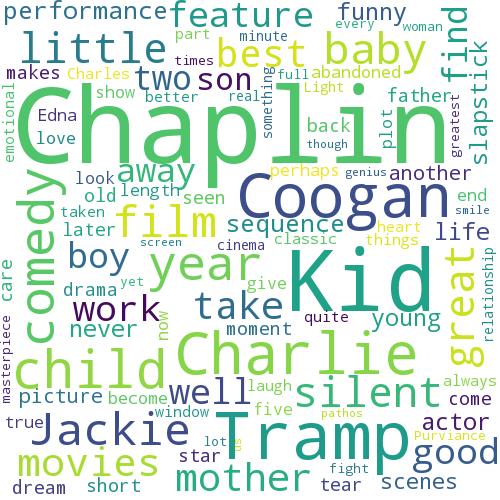 performance
feature
funny
woman
every
find
little
part
minute
best
baby
makes
Charles
times
two
son
full
abandoned
slapstick
emotional
show
better
real
something
Light
father
greatest
Edna
love
back
plot
Chaplin
though
genius
look
away
perhaps
another
old
length
seen
Coogan
end
smile
taken
film
sequence
heart
later
classic
things
life
comedy
boy
screen
cinema
year
Kid
great
relationship
care
drama
yet
give
work
take
never
now
moment
quite
young
masterpiece
child
Charlie
picture
become
well
laugh
silent
always
come
true
Jackie
window
five
pathos
Tramp
actor
Purviance
movies
star
lot
us
good
mother
fight
dream
short
tear
scenes